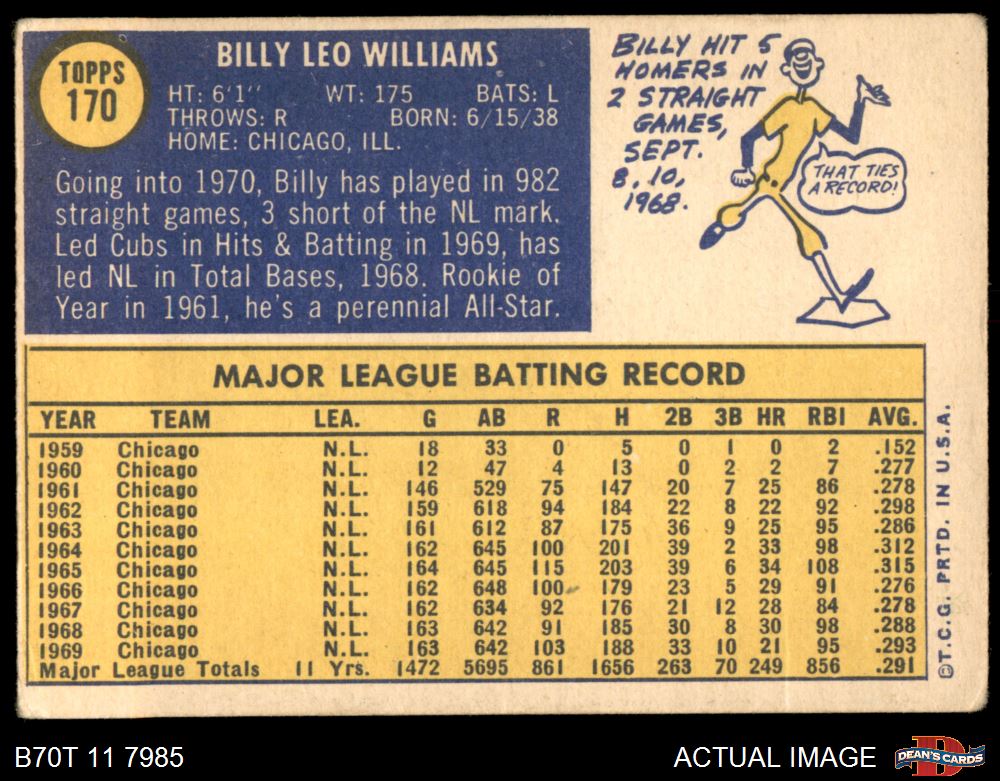 TOPPS
170
BILLY LEO WILLIAMS
HT: 6'1" WT: 175 BATS: L
THROWS: R BORN: 6/15/38
HOME: CHICAGO, ILL.
Going into 1970, Billy has played in 982
straight games, 3 short of the NL mark.
Led Cubs in Hits & Batting in 1969, has
led NL in Total Bases, 1968. Rookie of
Year in 1961, he's a perennial All-Star.
BILLY HIT 5
HOMERS IN
2 STRAIGHT
GAMES,
SEPT.
8, 10,
1968.
THAT TIES
A RECORD!
MAJOR LEAGUE BATTING RECORD
YEAR TEAM LEA. G AB R H 2B 3B HR RBI AVG.
1959 Chicago N.L. 18 33 0 5 0 1 0 2 .152
1960 Chicago N.L. 12 47 4 13 0 2 2 7 .277
1961 Chicago N.L. 146 529 75 147 20 7 25 86 .278
1962 Chicago N.L. 159 618 94 184 22 8 22 92 .298
1963 Chicago N.L. 161 612 87 175 36 9 25 95 .286
1964 Chicago N.L. 162 645 100 201 39 2 33 98 .312
1965 Chicago N.L. 164 645 115 203 39 6 34 108 .315
1966 Chicago N.L. 162 648 100 179 23 5 29 91 .276
1967 Chicago N.L. 162 634 92 176 21 12 28 84 .278
1968 Chicago N.L. 163 642 91 185 30 8 30 98 .288
1969 Chicago N.L. 163 642 103 188 33 10 21 95 .293
Major League Totals 11 Yrs. 1472 5695 861 1656 263 70 249 856 .291
©T.C.G. PRTD. IN U.S.A.
B70T 11 7985
ACTUAL IMAGE
DEAN'S CARDS